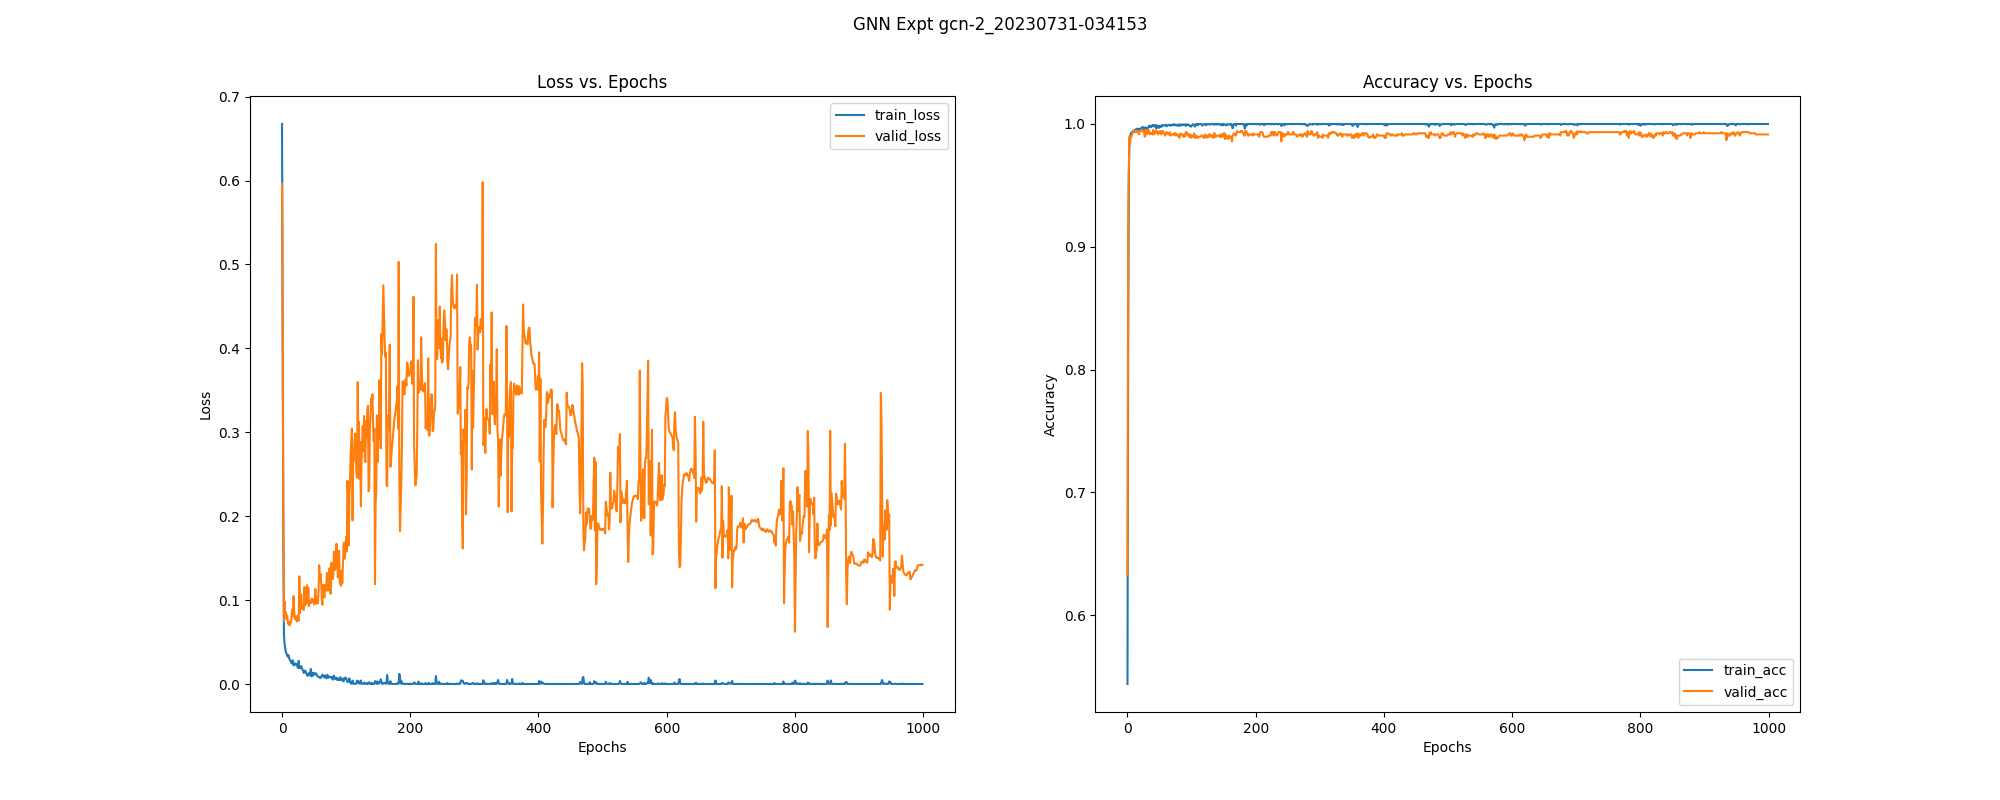 GNN Expt gcn-2_20230731-034153
Loss vs. Epochs
0.7
0.6
0.5
0.4
0.3
0.2
0.1
0.0
Loss
0
200
400
600
800
1000
Epochs
train_loss
valid_loss
Accuracy vs. Epochs
1.0
0.9
0.8
0.7
0.6
Accuracy
0
200
400
600
800
1000
Epochs
train_acc
valid_acc